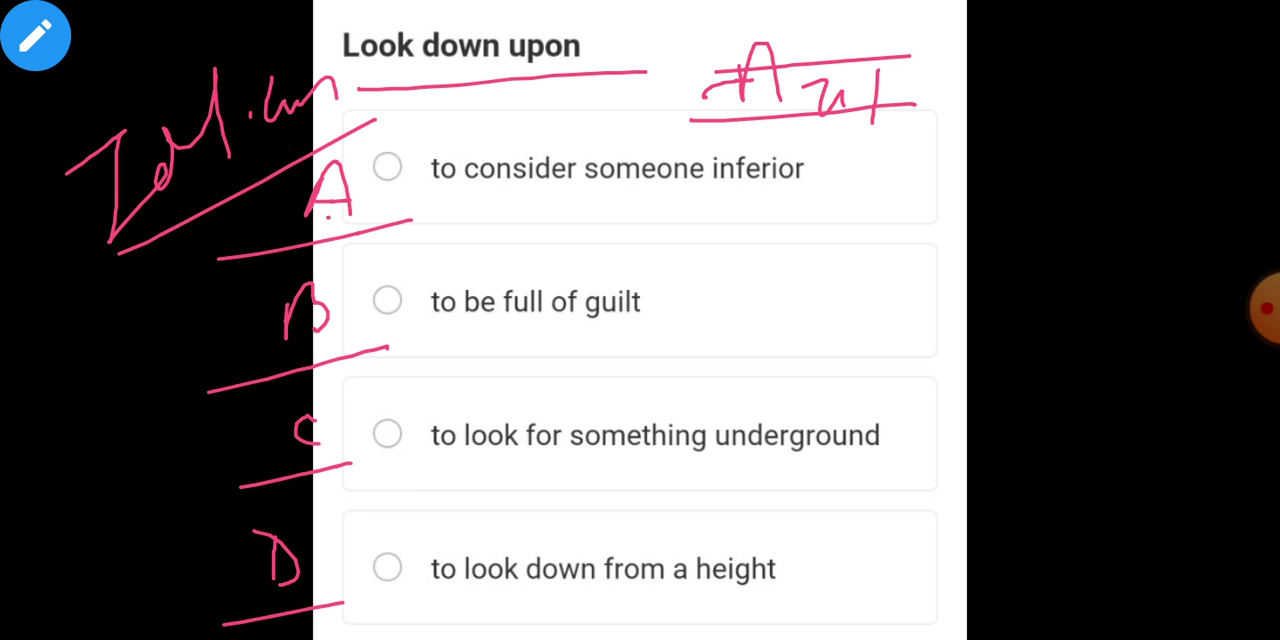 Look down upon
A to consider someone inferior
B to be full of guilt
C to look for something underground
D to look down from a height